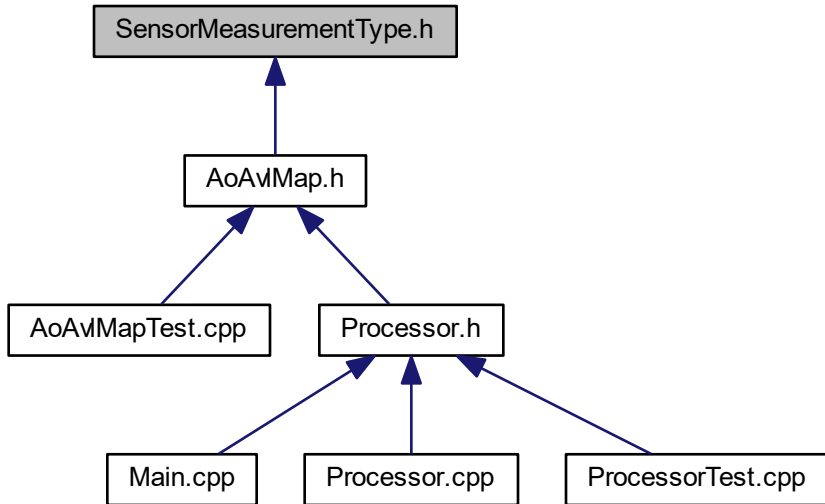 SensorMeasurementType.h
AoAvlMap.h
AoAvlMapTest.cpp
Processor.h
Main.cpp
Processor.cpp
ProcessorTest.cpp